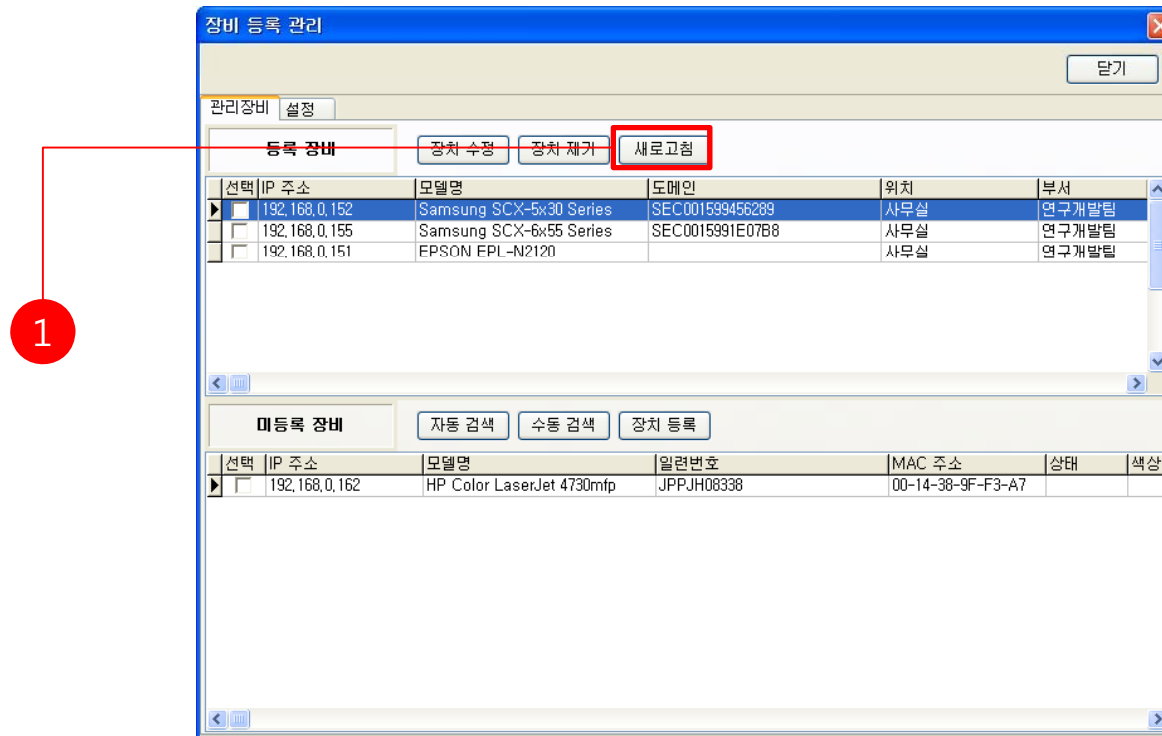 장비 등록 관리
닫기
관리장비 설정
등록 장비 장치 수정 장치 제거 새로고침
선택 IP 주소 모델명 도메인 위치 부서
192,168,0,152 Samsung SCX-5x30 Series SEC001599456289 사무실 연구개발팀
192,168,0,155 Samsung SCX-6x55 Series SEC0015991E07B8 사무실 연구개발팀
192,168,0,151 EPSON EPL-N2120 사무실 연구개발팀
1
미등록 장비 자동 검색 수동 검색 장치 등록
선택 IP 주소 모델명 일련번호 MAC 주소 상태 색상
192,168,0,162 HP Color LaserJet 4730mfp JPPJH08338 00-14-38-9F-F3-A7